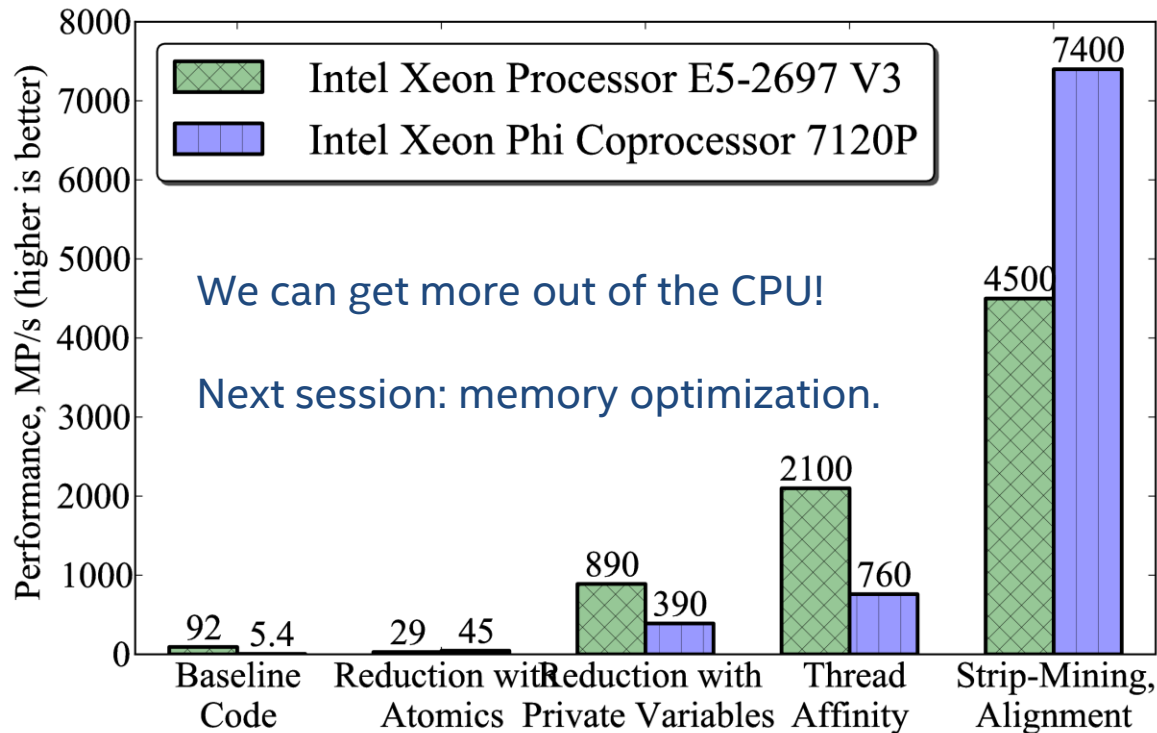 8000
7000
6000
5000
4000
3000
2000
1000
0
Performance, MP/s (higher is better)
Intel Xeon Processor E5-2697 V3
Intel Xeon Phi Coprocessor 7120P
We can get more out of the CPU!
Next session: memory optimization.
92
5.4
29
45
890
390
2100
760
4500
7400
Baseline
Code
Reduction with
Atomics
Reduction with
Private Variables
Thread
Affinity
Strip-Mining,
Alignment